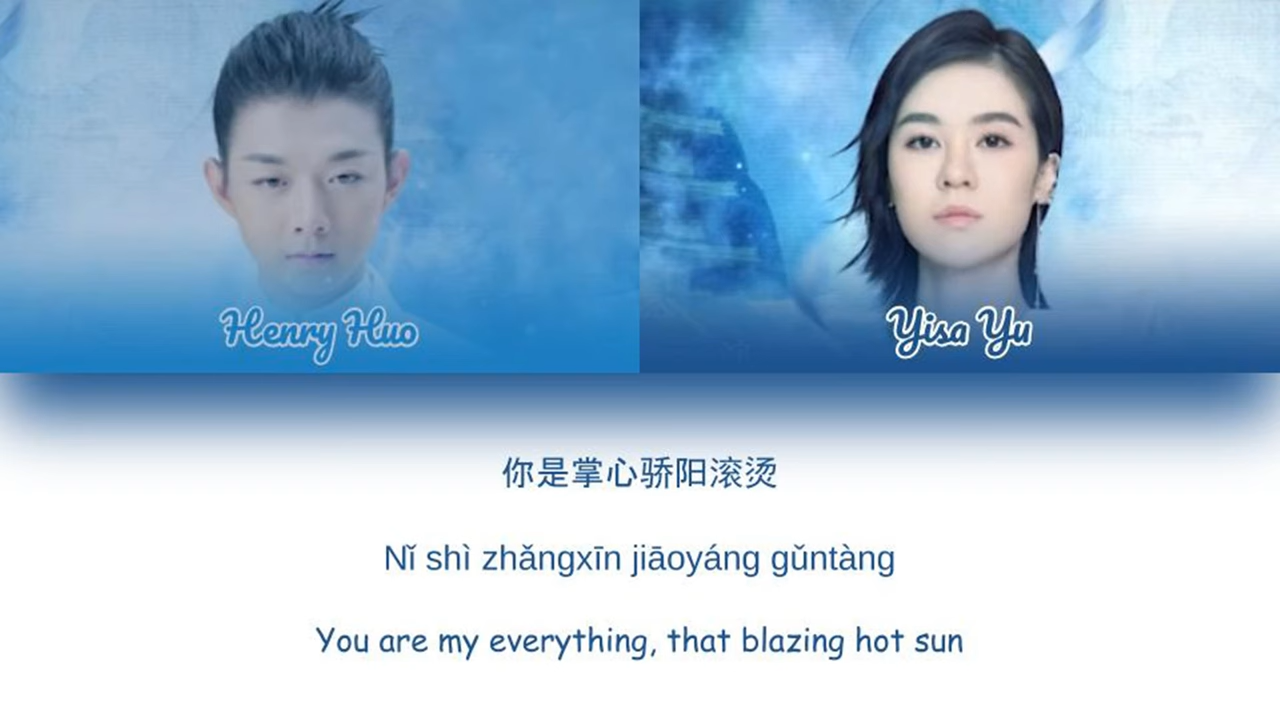 Henry Huo
Yisa Yu
你是掌心骄阳滚烫
Nǐ shì zhǎngxīn jiāoyáng gǔntàng
You are my everything, that blazing hot sun